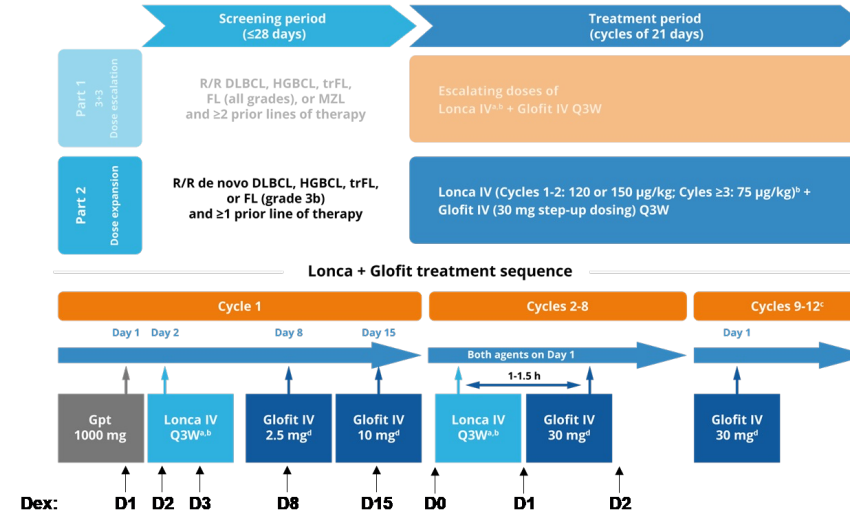 Screening period
(≤28 days)
Treatment period
(cycles of 21 days)
Part 1
3+3
Dose escalation
R/R DLBCL, HGBCL, trFL,
FL (all grades), or MZL
and ≥2 prior lines of therapy
Escalating doses of
Lonca IVa,b + Glofit IV Q3W
Part 2
Dose expansion
R/R de novo DLBCL, HGBCL, trFL,
or FL (grade 3b)
and ≥1 prior line of therapy
Lonca IV (Cycles 1-2: 120 or 150 µg/kg; Cyles ≥3: 75 µg/kg)b +
Glofit IV (30 mg step-up dosing) Q3W
Lonca + Glofit treatment sequence
Cycle 1
Cycles 2-8
Cycles 9-12c
Day 1 Day 2 Day 8 Day 15
Both agents on Day 1
Day 1
1-1.5 h
Gpt
1000 mg
Lonca IV
Q3Wa,b
Glofit IV
2.5 mgd
Glofit IV
10 mgd
Lonca IV
Q3Wa,b
Glofit IV
30 mgd
Glofit IV
30 mgd
Dex: D1 D2 D3 D8 D15 D0 D1 D2